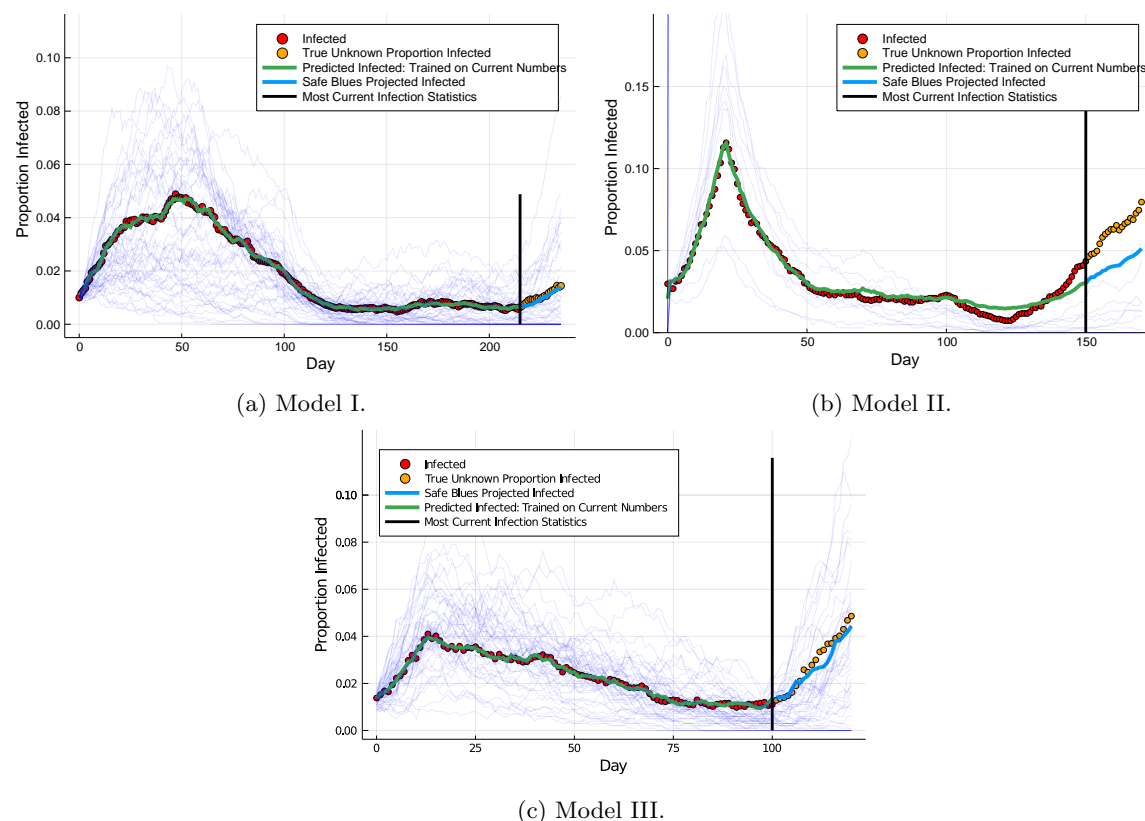 Infected
True Unknown Proportion Infected
Predicted Infected: Trained on Current Numbers
Safe Blues Projected Infected
Most Current Infection Statistics
Proportion Infected
0.10
0.08
0.06
0.04
0.02
0.00
0
50
100
150
200
Day
(a) Model I.
Infected
True Unknown Proportion Infected
Predicted Infected: Trained on Current Numbers
Safe Blues Projected Infected
Most Current Infection Statistics
Proportion Infected
0.15
0.10
0.05
0.00
0
50
100
150
Day
(b) Model II.
Infected
True Unknown Proportion Infected
Safe Blues Projected Infected
Predicted Infected: Trained on Current Numbers
Most Current Infection Statistics
Proportion Infected
0.10
0.08
0.06
0.04
0.02
0.00
0
25
50
75
100
Day
(c) Model III.